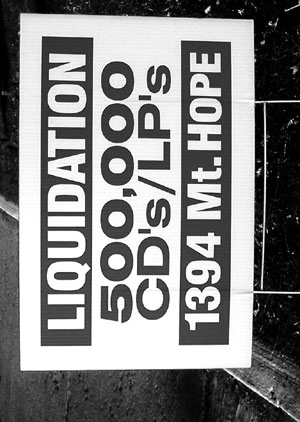 LIQUIDATION
500,000
CD's/LP's
1394 Mt. HOPE